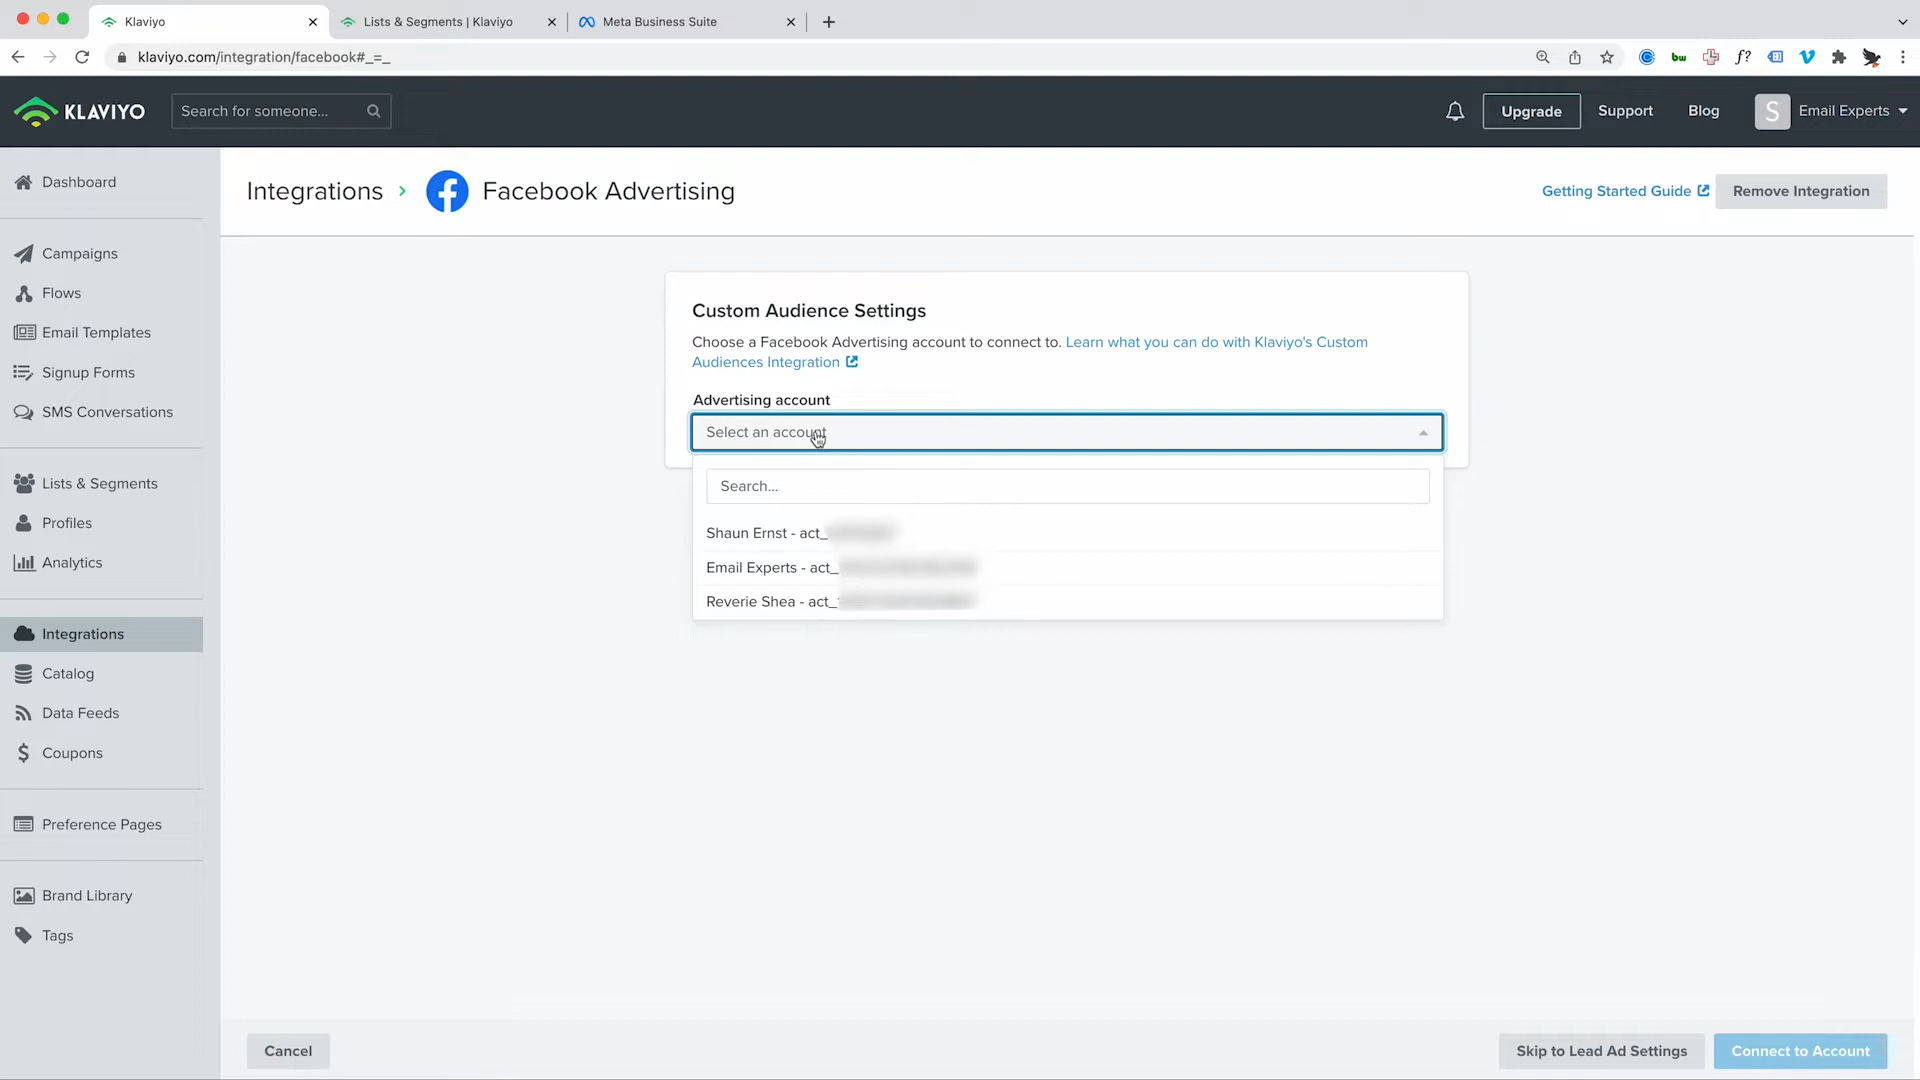 Klaviyo
Lists & Segments | Klaviyo
Meta Business Suite
klaviyo.com/integration/facebook#_=_
bw
f?
KLAVIYO
Search for someone...
Upgrade
Support
Blog
S
Email Experts
Dashboard
Campaigns
Flows
Email Templates
Signup Forms
SMS Conversations
Lists & Segments
Profiles
Analytics
Integrations
Catalog
Data Feeds
Coupons
Preference Pages
Brand Library
Tags
Integrations > Facebook Advertising
Getting Started Guide
Remove Integration
Custom Audience Settings
Choose a Facebook Advertising account to connect to. Learn what you can do with Klaviyo's Custom
Audiences Integration
Advertising account
Select an account
Search...
Shaun Ernst - act_
Email Experts - act_
Reverie Shea - act_
Cancel
Skip to Lead Ad Settings
Connect to Account